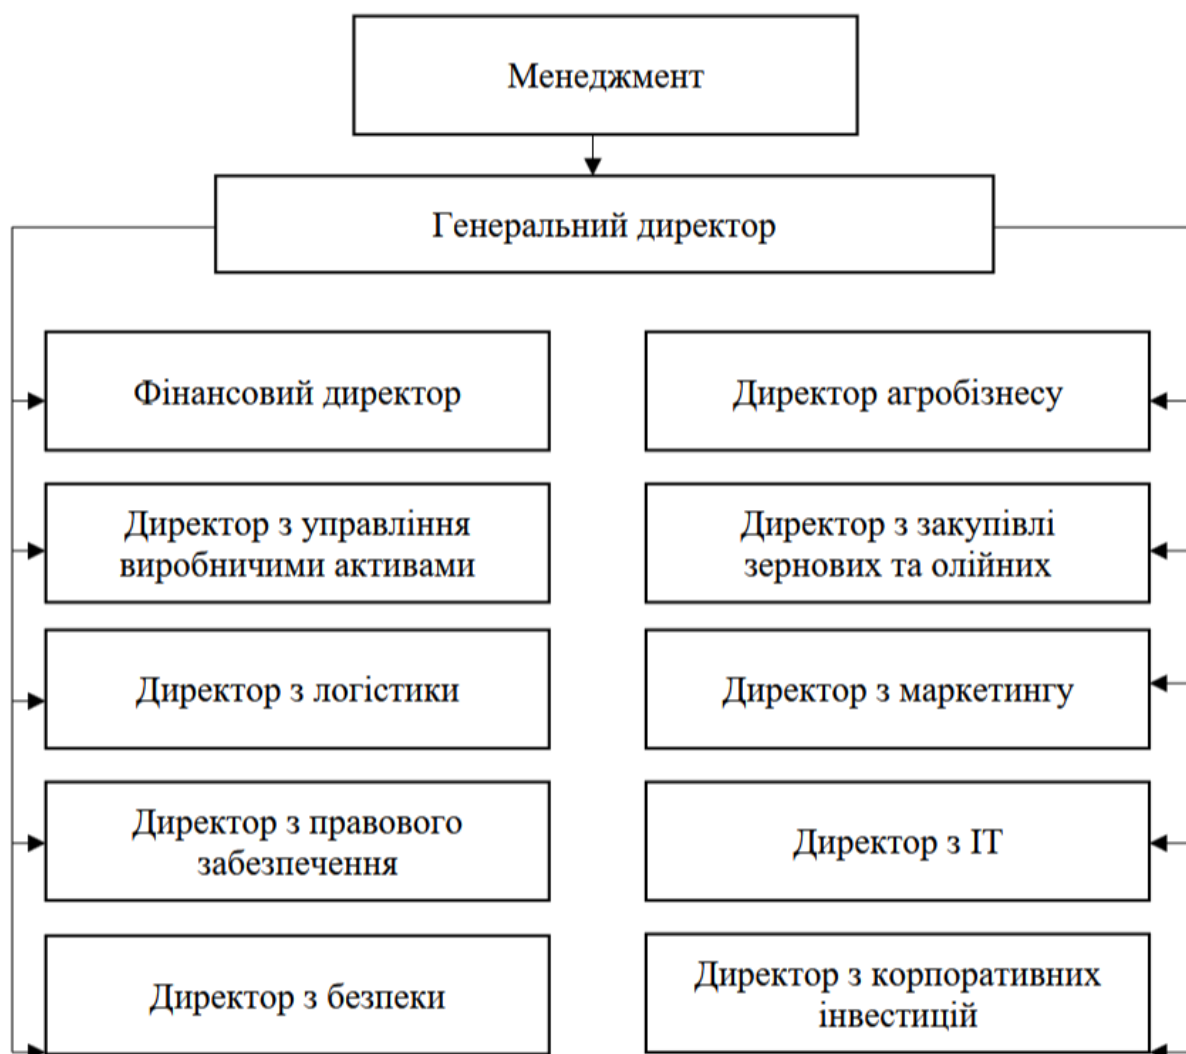 Менеджмент
Генеральний директор
Фінансовий директор
Директор агробізнесу
Директор з управління
виробничими активами
Директор з закупівлі
зернових та олійних
Директор з логістики
Директор з маркетингу
Директор з правового
забезпечення
Директор з ІТ
Директор з безпеки
Директор з корпоративних
інвестицій